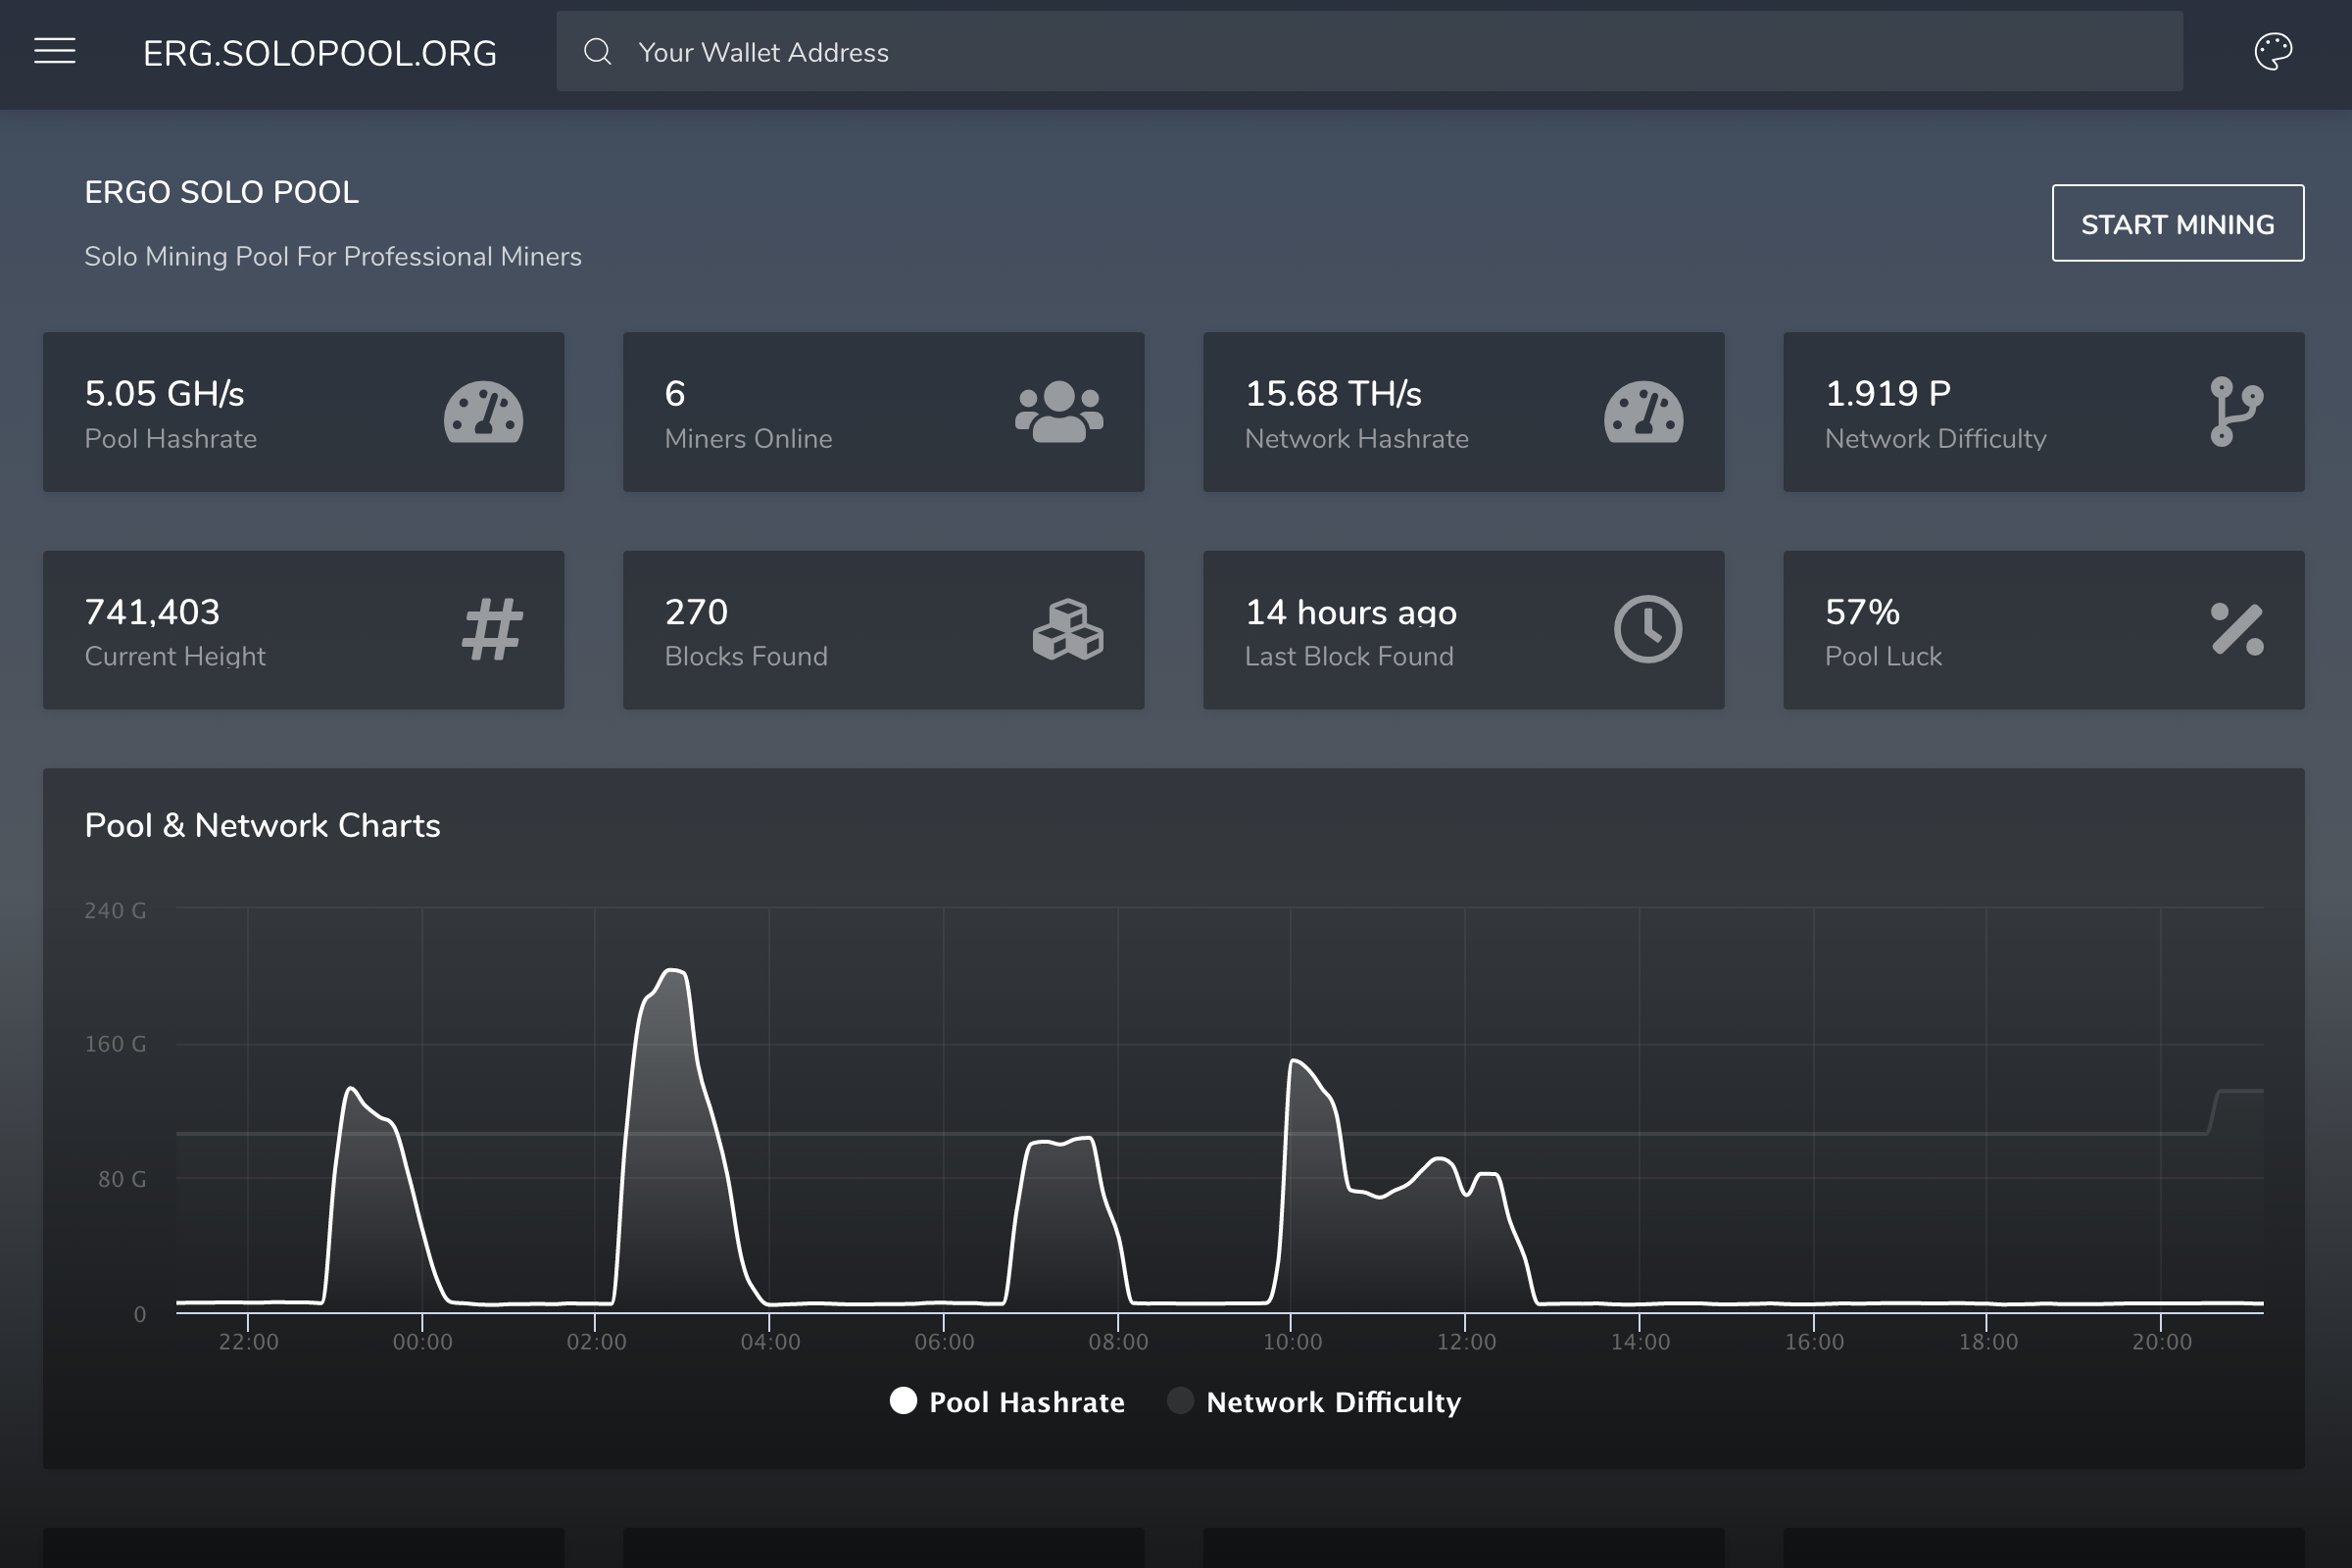 ERG.SOLOPOOL.ORG
Your Wallet Address
ERGO SOLO POOL
Solo Mining Pool For Professional Miners
START MINING
5.05 GH/s
Pool Hashrate
6
Miners Online
15.68 TH/s
Network Hashrate
1.919 P
Network Difficulty
741,403
Current Height
270
Blocks Found
14 hours ago
Last Block Found
57%
Pool Luck
Pool & Network Charts
240 G
160 G
80 G
0
22:00 00:00 02:00 04:00 06:00 08:00 10:00 12:00 14:00 16:00 18:00 20:00
Pool Hashrate Network Difficulty